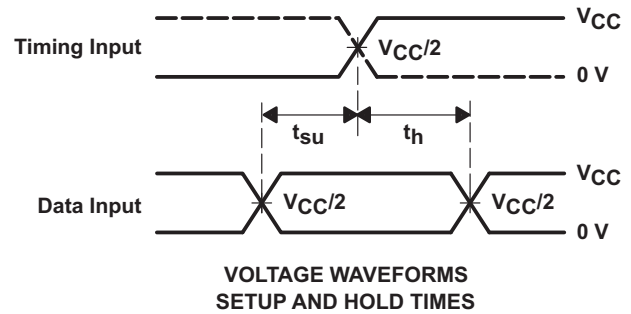 Timing Input
VCC
VCC/2
0 V
tsu
th
Data Input
VCC
VCC/2
VCC/2
0 V
VOLTAGE WAVEFORMS
SETUP AND HOLD TIMES